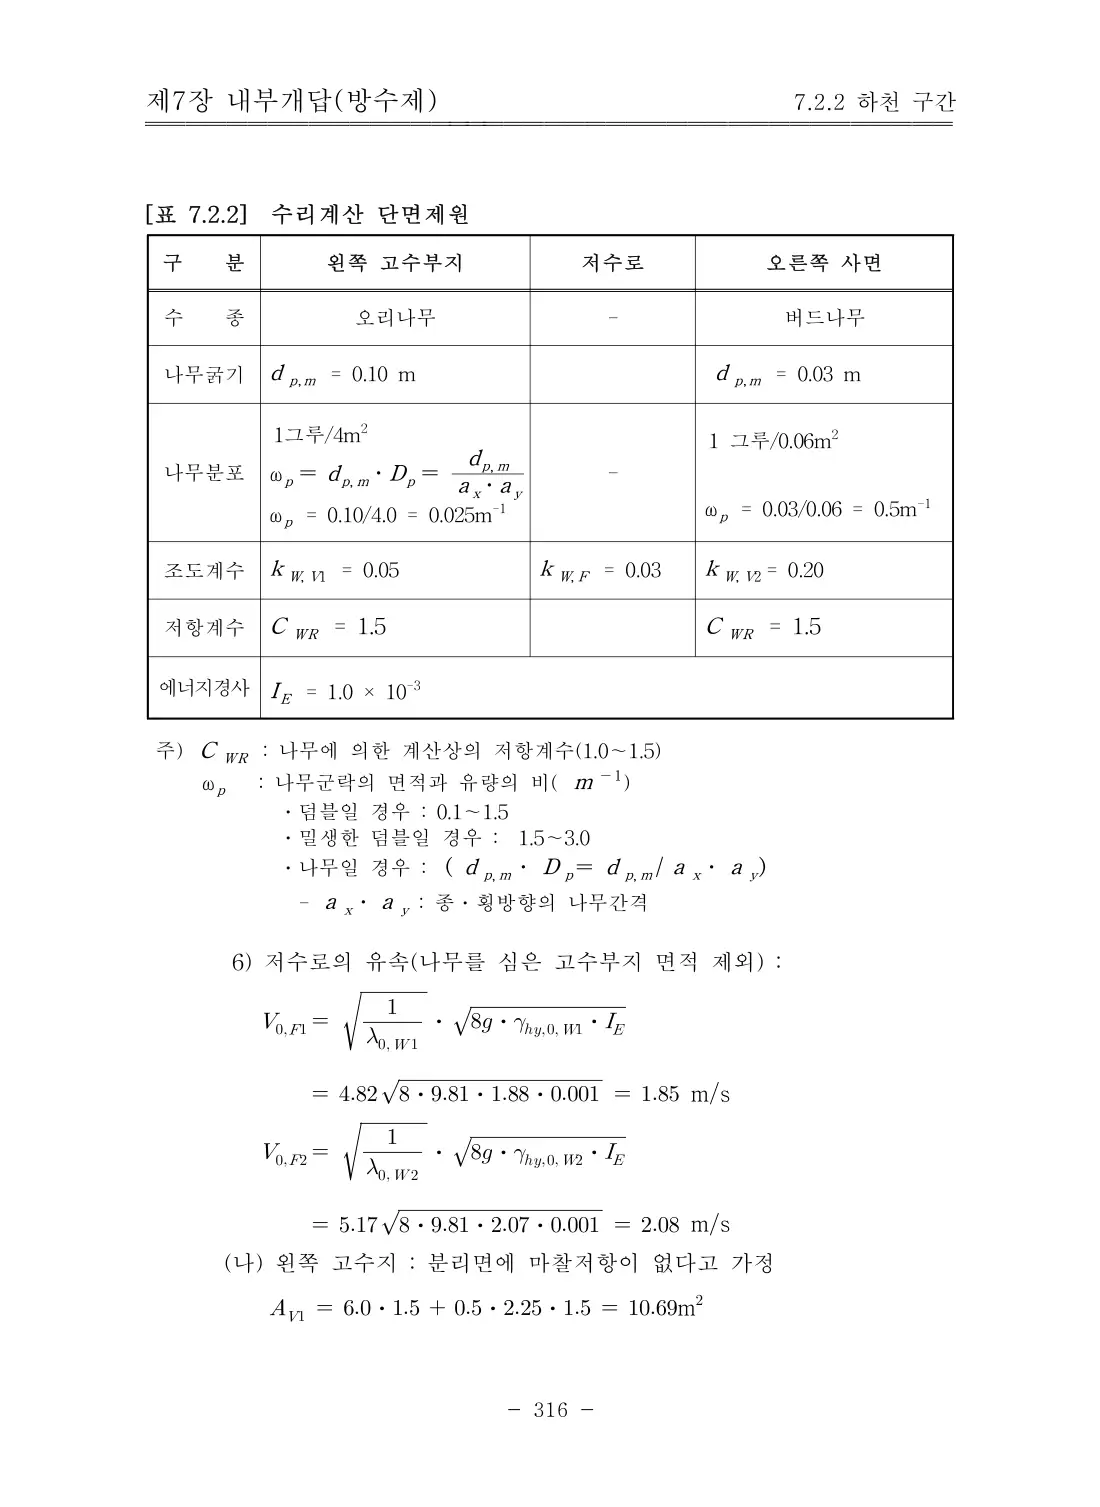 제7장 내부개답(방수제) 7.2.2 하천 구간
[표 7.2.2] 수리계산 단면제원
구 분 왼쪽 고수부지 저수로 오른쪽 사면
수 종 오리나무 - 버드나무
나무굵기 d p,m = 0.10 m d p,m = 0.03 m
나무분포 1그루/4m² ωp = dp,m · Dp = dp,m / ax · ay ωp = 0.10/4.0 = 0.025m⁻¹ - 1 그루/0.06m² ωp = 0.03/0.06 = 0.5m⁻¹
조도계수 k W,V1 = 0.05 k W,F = 0.03 k W,V2 = 0.20
저항계수 C WR = 1.5 C WR = 1.5
에너지경사 I E = 1.0 × 10⁻³
주) C WR : 나무에 의한 계산상의 저항계수(1.0~1.5)
ωp : 나무군락의 면적과 유량의 비( m⁻¹)
·덤블일 경우 : 0.1~1.5
·밀생한 덤블일 경우 : 1.5~3.0
·나무일 경우 : ( d p,m · D p = d p,m / a x · a y)
- a x · a y : 종·횡방향의 나무간격
6) 저수로의 유속(나무를 심은 고수부지 면적 제외) :
V0,F1 = √(1/λ0,W1) · √(8g·γhy,0,W1·IE)
= 4.82√(8·9.81·1.88·0.001) = 1.85 m/s
V0,F2 = √(1/λ0,W2) · √(8g·γhy,0,W2·IE)
= 5.17√(8·9.81·2.07·0.001) = 2.08 m/s
(나) 왼쪽 고수지 : 분리면에 마찰저항이 없다고 가정
A V1 = 6.0·1.5 + 0.5·2.25·1.5 = 10.69m²
- 316 -